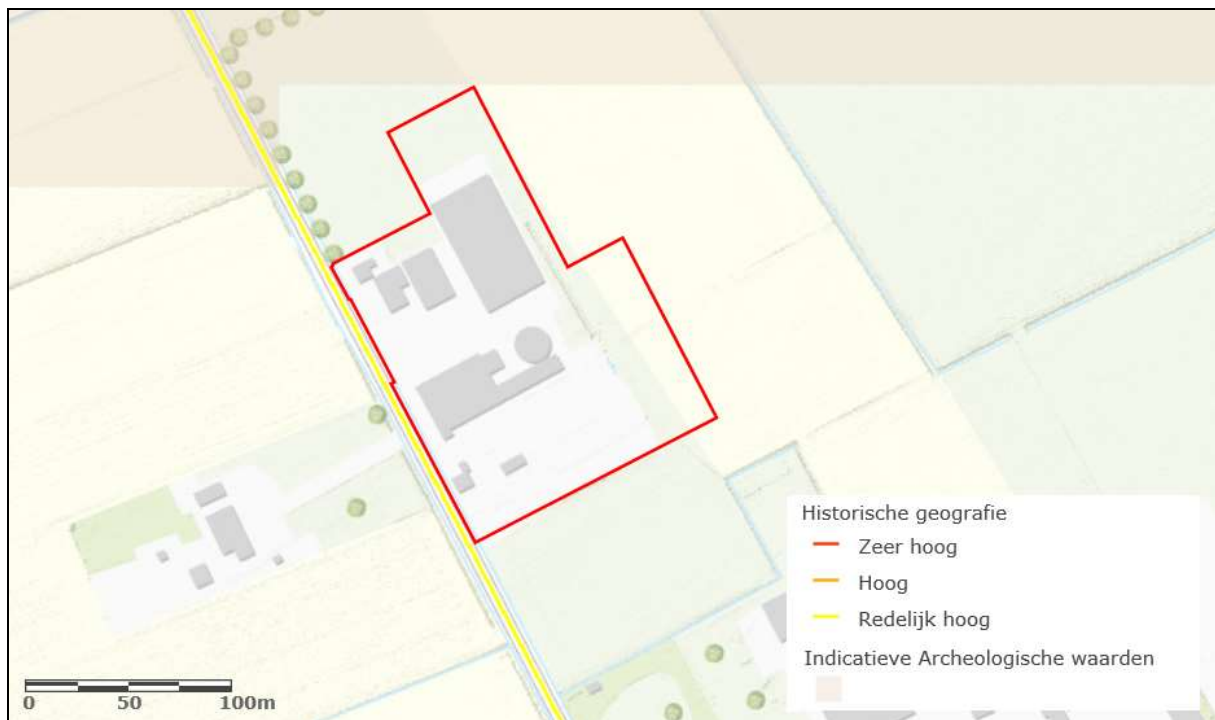 Historische geografie
Zeer hoog
Hoog
Redelijk hoog
Indicatieve Archeologische waarden
0 50 100m